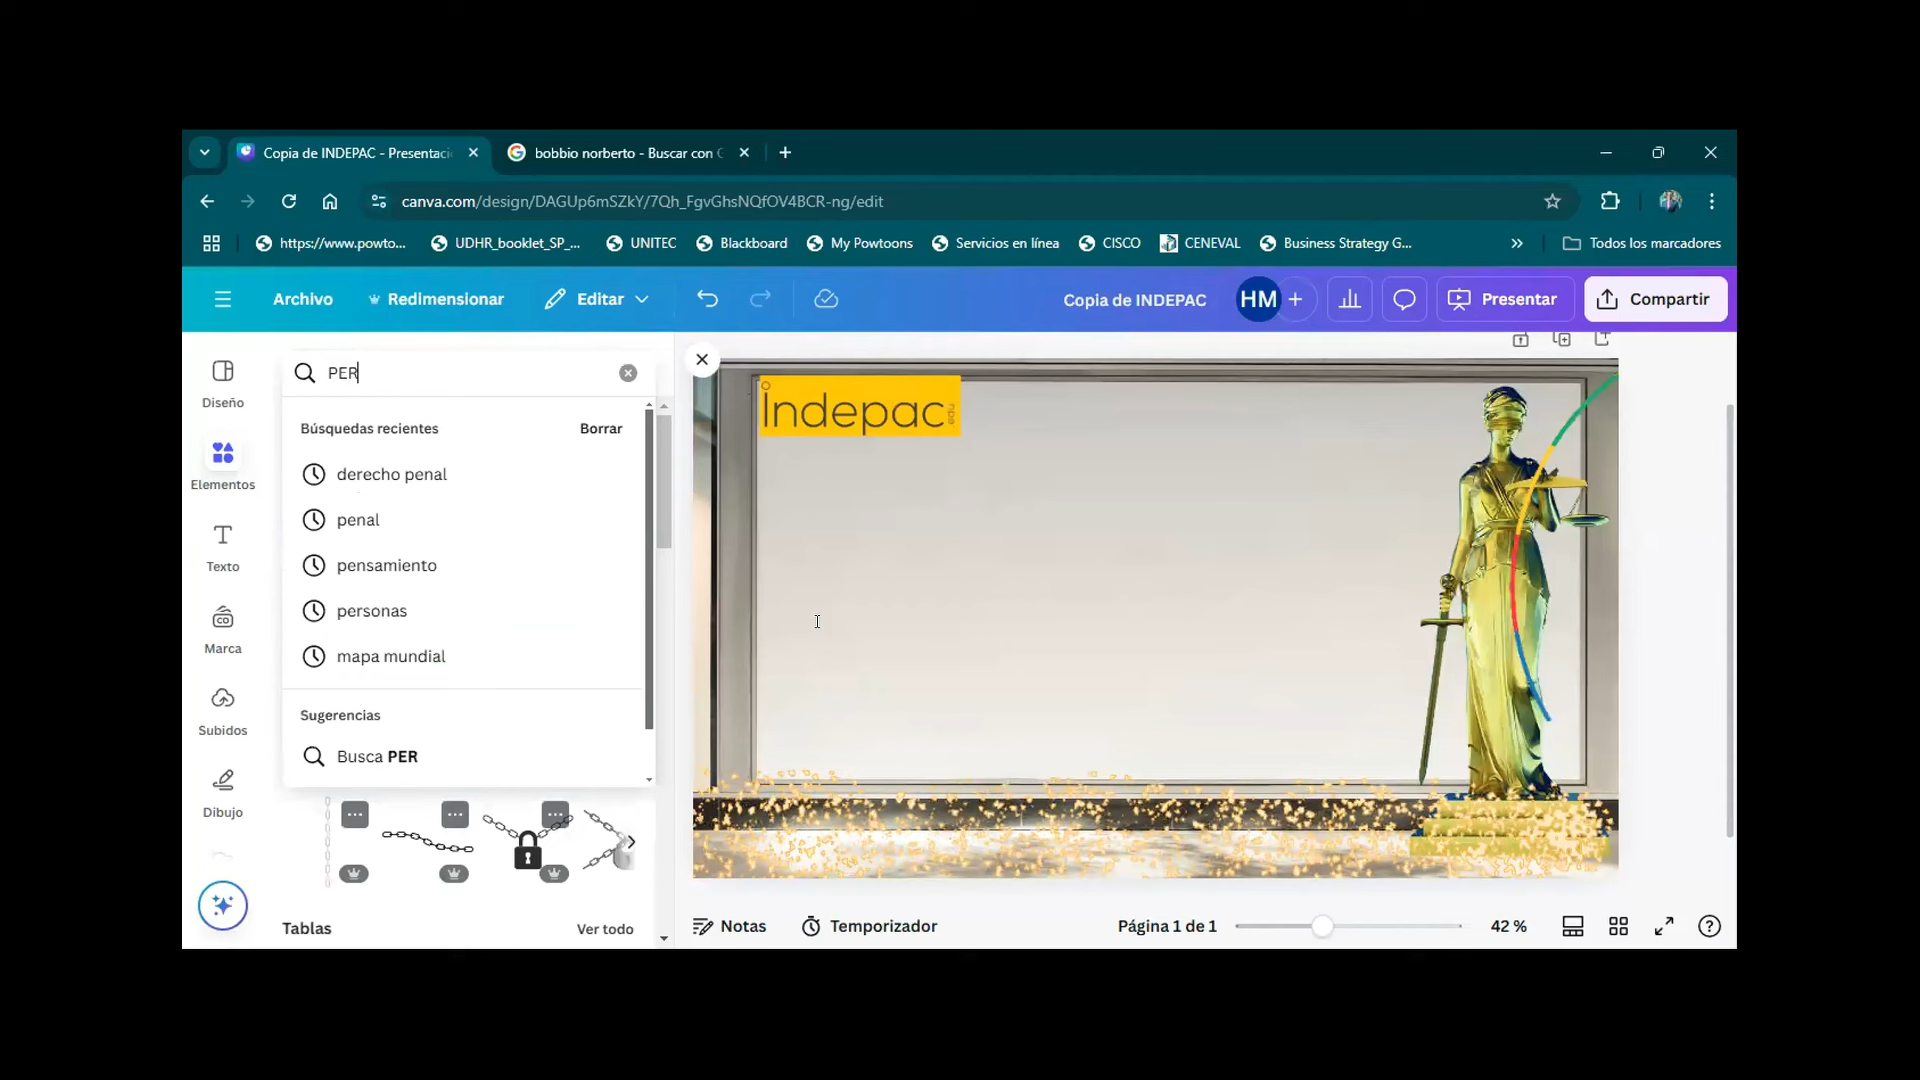 Copia de INDEPAC - Presentaci
bobbio norberto - Buscar con G
canva.com/design/DAGUp6mSZkY/7Qh_FgvGhsNQfOV4BCR-ng/edit
https://www.powto...
UDHR_booklet_SP_...
UNITEC
Blackboard
My Powtoons
Servicios en línea
CISCO
CENEVAL
Business Strategy G...
Todos los marcadores
Archivo
Redimensionar
Editar
Copia de INDEPAC
HM
Presentar
Compartir
Diseño
Elementos
Texto
Marca
Subidos
Dibujo
PER
Búsquedas recientes
Borrar
derecho penal
penal
pensamiento
personas
mapa mundial
Sugerencias
Busca PER
Tablas
Ver todo
Indepac
edu
Notas
Temporizador
Página 1 de 1
42 %